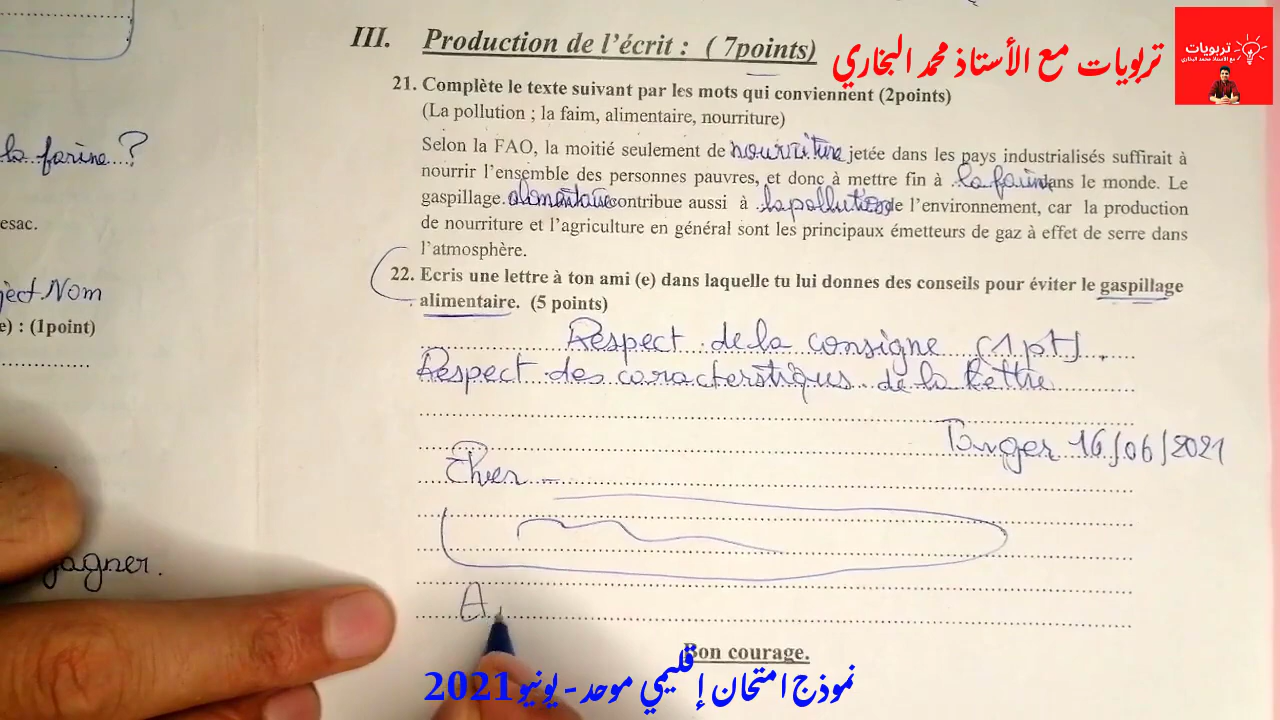 III. Production de l'écrit : ( 7points)
تربويات مع الأستاذ محمد البخاري
تربويات
مع الأستاذ محمد البخاري
21. Complète le texte suivant par les mots qui conviennent (2points)
(La pollution ; la faim, alimentaire, nourriture)
Selon la FAO, la moitié seulement de nourriture jetée dans les pays industrialisés suffirait à
nourrir l'ensemble des personnes pauvres, et donc à mettre fin à la faim dans le monde. Le
gaspillage alimentaire contribue aussi à la pollution de l'environnement, car la production
de nourriture et l'agriculture en général sont les principaux émetteurs de gaz à effet de serre dans
l'atmosphère.
22. Ecris une lettre à ton ami (e) dans laquelle tu lui donnes des conseils pour éviter le gaspillage
alimentaire. (5 points)
Respect de la consigne (1pt).
Respect des caracterstiques de la lettre
Tanger 16/06/2021
Cher
A
Bon courage.
la farine ?
esac.
ject Nom
e) : (1point)
gagner.
نموذج امتحان إقليمي موحد - يونيو 2021